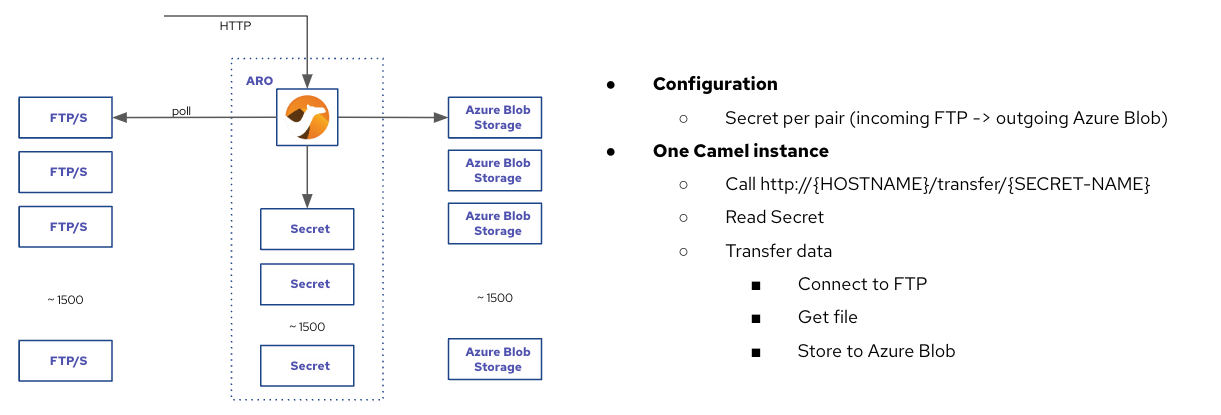 HTTP
ARO
FTP/S
poll
Azure Blob
Storage
FTP/S
Azure Blob
Storage
FTP/S
Secret
Azure Blob
Storage
Secret
~ 1500
~ 1500
~ 1500
FTP/S
Secret
Azure Blob
Storage
● Configuration
○ Secret per pair (incoming FTP -> outgoing Azure Blob)
● One Camel instance
○ Call http://{HOSTNAME}/transfer/{SECRET-NAME}
○ Read Secret
○ Transfer data
■ Connect to FTP
■ Get file
■ Store to Azure Blob